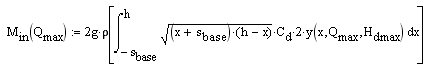 M_in(Q_max) := 2g·ρ[∫_{-s_base}^{h} √((x + s_base)·(h − x))·C_d·2·y(x,Q_max,H_dmax) dx]